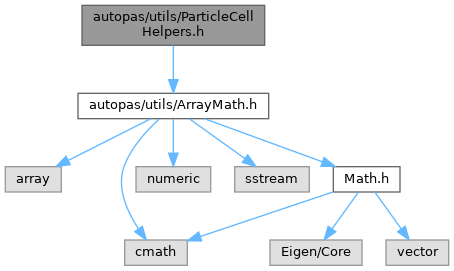 autopas/utils/ParticleCell
Helpers.h
autopas/utils/ArrayMath.h
array
numeric
sstream
Math.h
cmath
Eigen/Core
vector